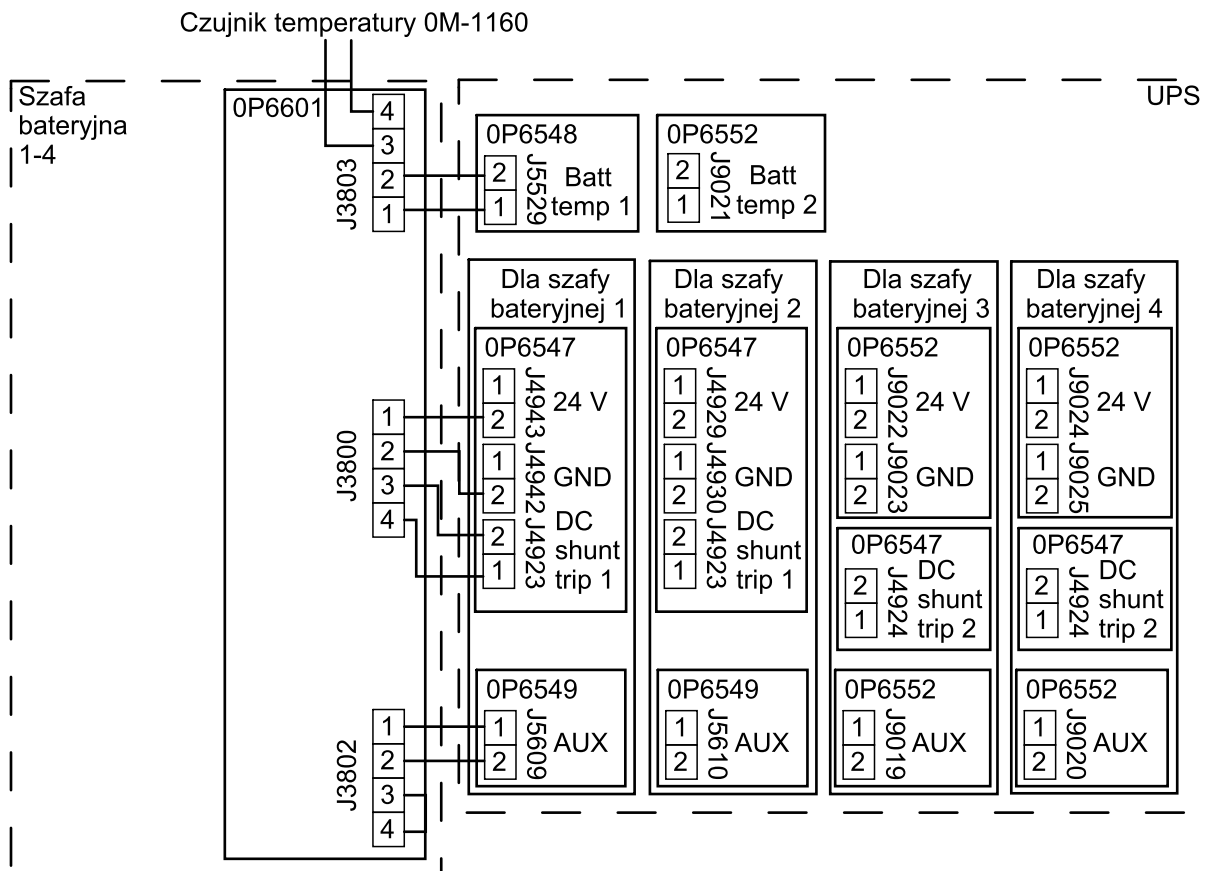 Czujnik temperatury 0M-1160
Szafa
bateryjna
1-4
0P6601
UPS
J3803
4
3
2
1
0P6548
2
1
J5529
Batt
temp 1
0P6552
2
1
J9021
Batt
temp 2
J3800
1
2
3
4
J3802
1
2
3
4
Dla szafy
bateryjnej 1
0P6547
1
2
J4943
24 V
1
2
J4942
GND
2
1
J4923
DC
shunt
trip 1
0P6549
1
2
J5609
AUX
Dla szafy
bateryjnej 2
0P6547
1
2
J4929
24 V
1
2
J4930
GND
2
1
J4923
DC
shunt
trip 1
0P6549
1
2
J5610
AUX
Dla szafy
bateryjnej 3
0P6552
1
2
J9022
24 V
1
2
J9023
GND
0P6547
2
1
J4924
DC
shunt
trip 2
0P6552
1
2
J9019
AUX
Dla szafy
bateryjnej 4
0P6552
1
2
J9024
24 V
1
2
J9025
GND
0P6547
2
1
J4924
DC
shunt
trip 2
0P6552
1
2
J9020
AUX